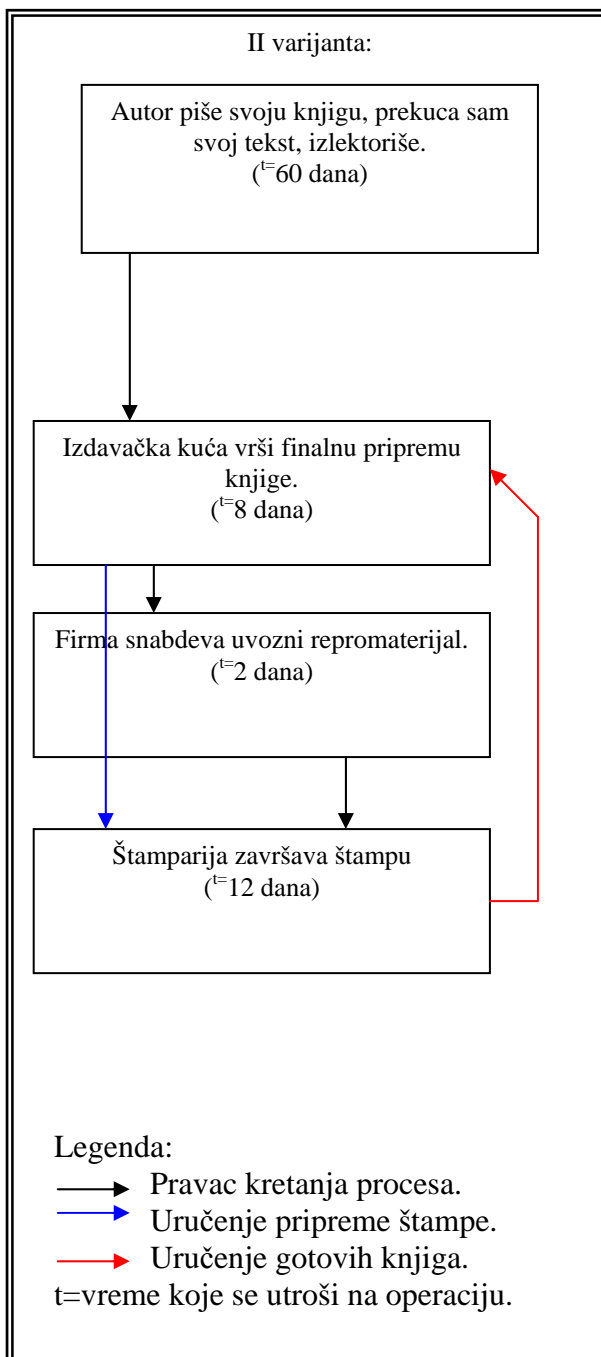 II varijanta:
Autor piše svoju knjigu, prekuca sam
svoj tekst, izlektoriše.
(t=60 dana)
Izdavačka kuća vrši finalnu pripremu
knjige.
(t=8 dana)
Firma snabdeva uvozni repromaterijal.
(t=2 dana)
Štamparija završava štampu
(t=12 dana)
Legenda:
Pravac kretanja procesa.
Uručenje pripreme štampe.
Uručenje gotovih knjiga.
t=vreme koje se utroši na operaciju.